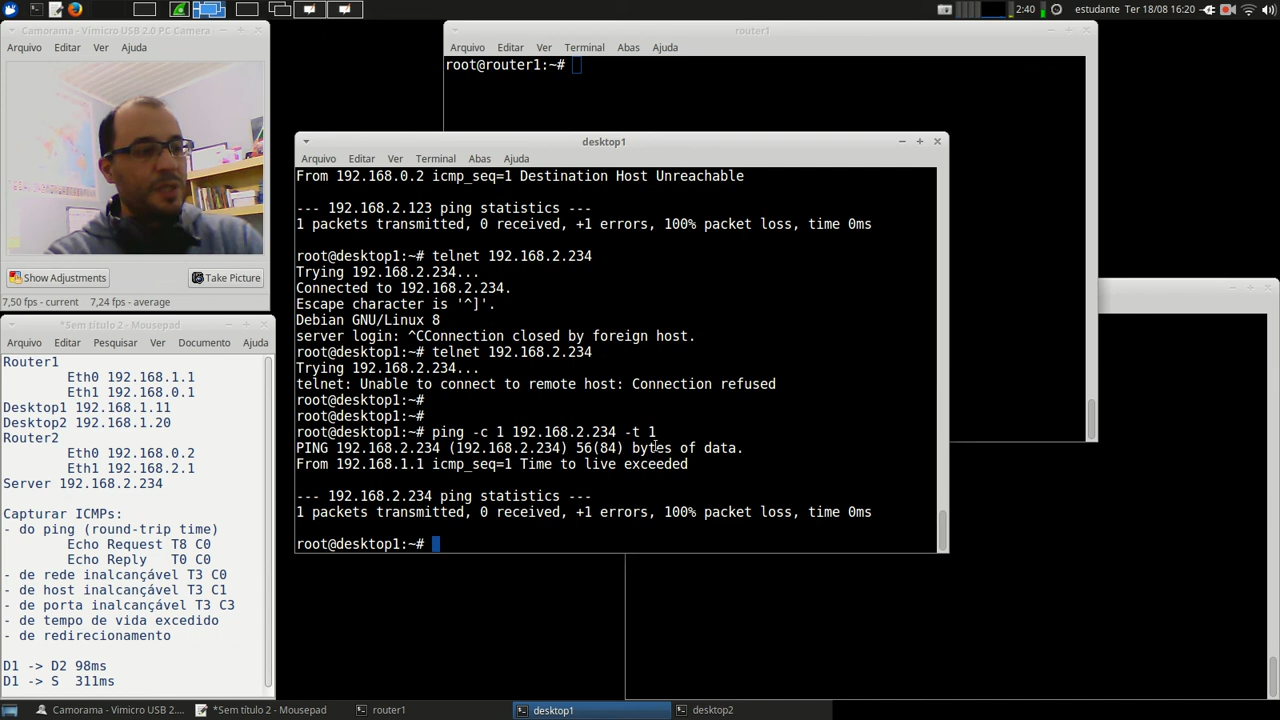 2:40
estudante Ter 18/08 16:20
Camorama - Vimicro USB 2.0 PC Camera
Arquivo Editar Ver Ajuda
Show Adjustments
Take Picture
7,50 fps - current 7,24 fps - average
*Sem título 2 - Mousepad
Arquivo Editar Pesquisar Ver Documento Ajuda
Router1
Eth0 192.168.1.1
Eth1 192.168.0.1
Desktop1 192.168.1.11
Desktop2 192.168.1.20
Router2
Eth0 192.168.0.2
Eth1 192.168.2.1
Server 192.168.2.234
Capturar ICMPs:
- do ping (round-trip time)
Echo Request T8 C0
Echo Reply T0 C0
- de rede inalcançável T3 C0
- de host inalcançável T3 C1
- de porta inalcançável T3 C3
- de tempo de vida excedido
- de redirecionamento
D1 -> D2 98ms
D1 -> S 311ms
router1
Arquivo Editar Ver Terminal Abas Ajuda
root@router1:~#
desktop1
Arquivo Editar Ver Terminal Abas Ajuda
From 192.168.0.2 icmp_seq=1 Destination Host Unreachable
--- 192.168.2.123 ping statistics ---
1 packets transmitted, 0 received, +1 errors, 100% packet loss, time 0ms
root@desktop1:~# telnet 192.168.2.234
Trying 192.168.2.234...
Connected to 192.168.2.234.
Escape character is '^]'.
Debian GNU/Linux 8
server login: ^CConnection closed by foreign host.
root@desktop1:~# telnet 192.168.2.234
Trying 192.168.2.234...
telnet: Unable to connect to remote host: Connection refused
root@desktop1:~#
root@desktop1:~#
root@desktop1:~# ping -c 1 192.168.2.234 -t 1
PING 192.168.2.234 (192.168.2.234) 56(84) bytes of data.
From 192.168.1.1 icmp_seq=1 Time to live exceeded
--- 192.168.2.234 ping statistics ---
1 packets transmitted, 0 received, +1 errors, 100% packet loss, time 0ms
root@desktop1:~#
Camorama - Vimicro USB 2....
*Sem título 2 - Mousepad
router1
desktop1
desktop2